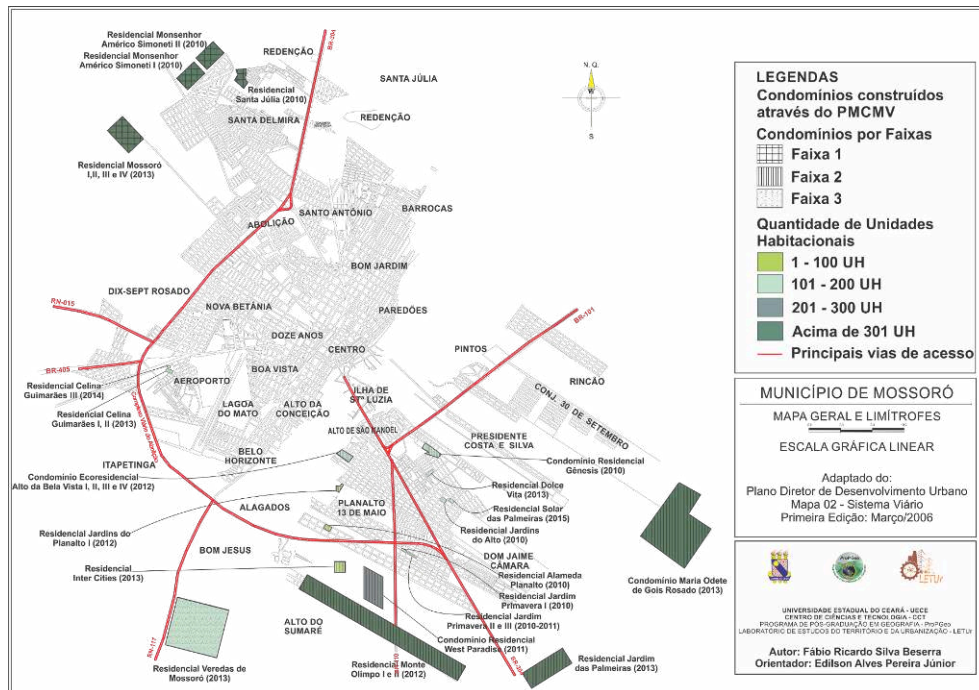 Residencial Monsenhor
Américo Simoneti II (2010)
Residencial Monsenhor
Américo Simoneti I
(2010)
REDENÇÃO
SANTA JÚLIA
Residencial
Santa Júlia (2010)
SANTA DELMIRA
REDENÇÃO
Residencial Mossoró
I,II, III e IV (2013)
SANTO ANTÔNIO
BARROCAS
ABOLIÇÃO
BOM JARDIM
DIX-SEPT ROSADO
NOVA BETÂNIA
PAREDÕES
RN-015
BR-101
DOZE ANOS
CENTRO
PINTOS
BR-405
BOA VISTA
RINCÃO
Residencial Celina
Guimarães III (2014)
AEROPORTO
ILHA DE
STª LUZIA
CONJ. 30 DE SETEMBRO
Residencial Celina
Guimarães I, II (2013)
LAGOA
DO MATO
ALTO DA
CONCEIÇÃO
ALTO DE SÃO MANOEL
PRESIDENTE
COSTA E SILVA
BELO
HORIZONTE
Condomínio Residencial
Gênesis (2010)
ITAPETINGA
Condomínio Ecoresidencial
Alto da Bela Vista I, II, III e IV (2012)
Residencial Dolce
Vita (2013)
PLANALTO
13 DE MAIO
Residencial Solar
das Palmeiras (2015)
ALAGADOS
Residencial Jardins do
Planalto I (2012)
Residencial Jardins
do Alto (2010)
BOM JESUS
DOM JAIME
CÂMARA
Residencial
Inter Cities (2013)
Residencial Alameda
Planalto (2010)
Residencial Jardim
Primavera I (2010)
Condomínio Maria Odete
de Gois Rosado (2013)
Residencial Jardim
Primavera II e III (2010-2011)
ALTO DO
SUMARÉ
Condomínio Residencial
West Paradise (2011)
Residencial Veredas de
Mossoró (2013)
Residencial Monte
Olimpo I e II (2012)
Residencial Jardim
das Palmeiras (2013)
N. Q.
W
S
LEGENDAS
Condomínios construídos
através do PMCMV
Condomínios por Faixas
Faixa 1
Faixa 2
Faixa 3
Quantidade de Unidades
Habitacionais
1 - 100 UH
101 - 200 UH
201 - 300 UH
Acima de 301 UH
Principais vias de acesso
MUNICÍPIO DE MOSSORÓ
MAPA GERAL E LIMÍTROFES
ESCALA GRÁFICA LINEAR
Adaptado do:
Plano Diretor de Desenvolvimento Urbano
Mapa 02 - Sistema Viário
Primeira Edição: Março/2006
LETUr
UNIVERSIDADE ESTADUAL DO CEARÁ - UECE
CENTRO DE CIÊNCIAS E TECNOLOGIA - CCT
PROGRAMA DE PÓS-GRADUAÇÃO EM GEOGRAFIA - ProPGeo
LABORATÓRIO DE ESTUDOS DO TERRITÓRIO E DA URBANIZAÇÃO - LETUr
Autor: Fábio Ricardo Silva Beserra
Orientador: Edilson Alves Pereira Júnior